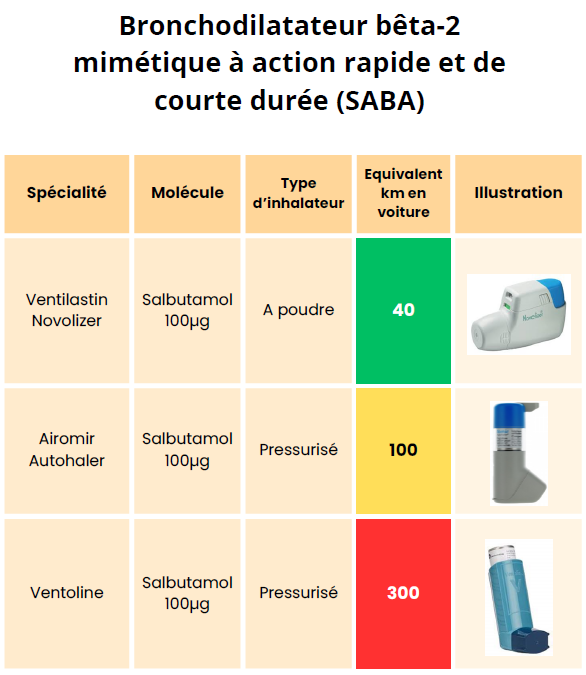 Bronchodilatateur bêta-2
mimétique à action rapide et de
courte durée (SABA)
Spécialité
Molécule
Type
d'inhalateur
Equivalent
km en
voiture
Illustration
Ventilastin
Novolizer
Salbutamol
100µg
A poudre
40
Novolizer
Airomir
Autohaler
Salbutamol
100µg
Pressurisé
100
Ventoline
Salbutamol
100µg
Pressurisé
300